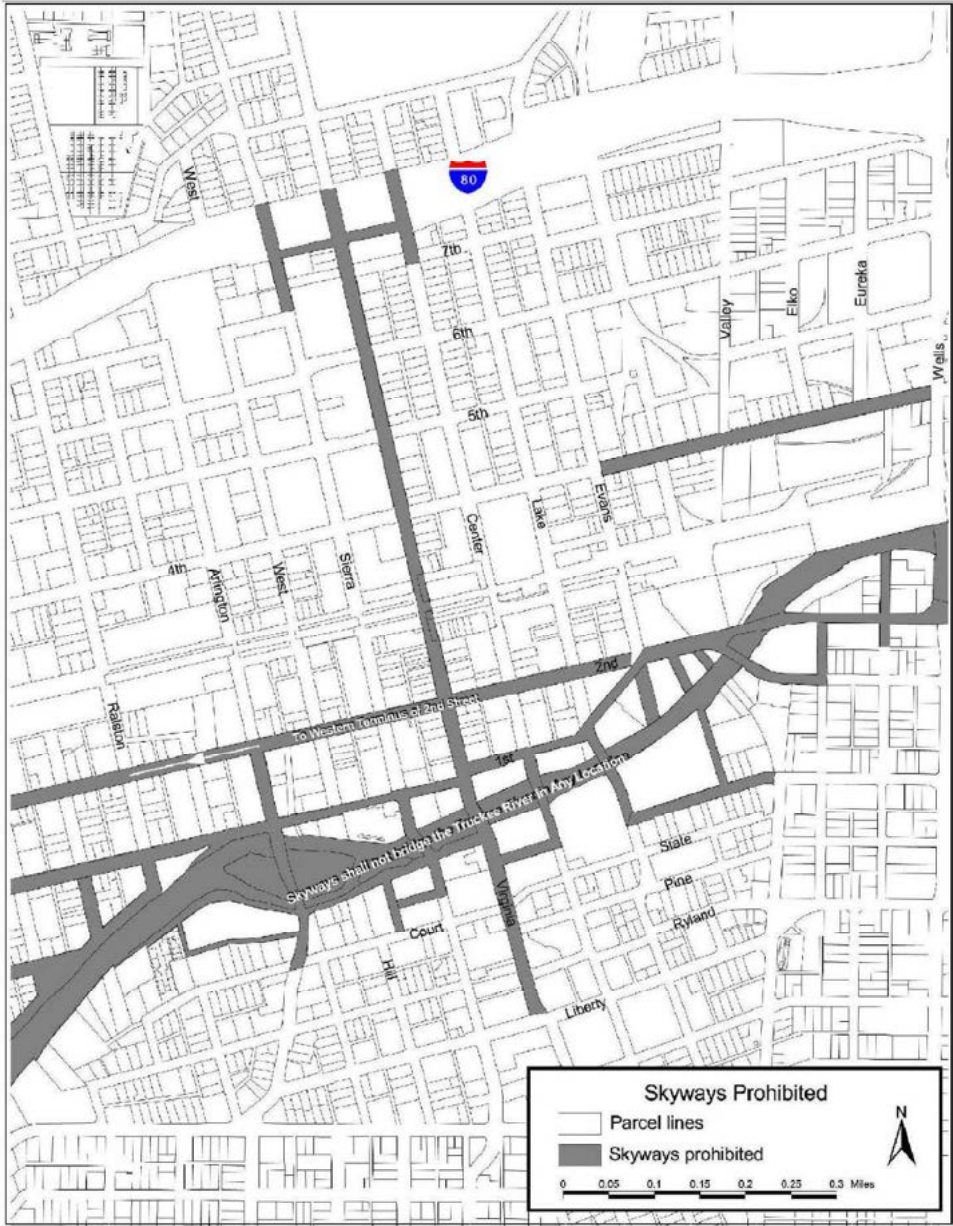 West
80
7th
6th
5th
Valley
Elko
Eureka
Wells
Evans
Lake
Center
Sierra
West
Arlington
4th
Ralston
2nd
To Western Terminus of 2nd Street
1st
Skyways shall not bridge the Truckee River in Any Location
Virginia
State
Pine
Ryland
Court
Hill
Liberty
Skyways Prohibited
Parcel lines
Skyways prohibited
N
0 0.05 0.1 0.15 0.2 0.25 0.3 Miles